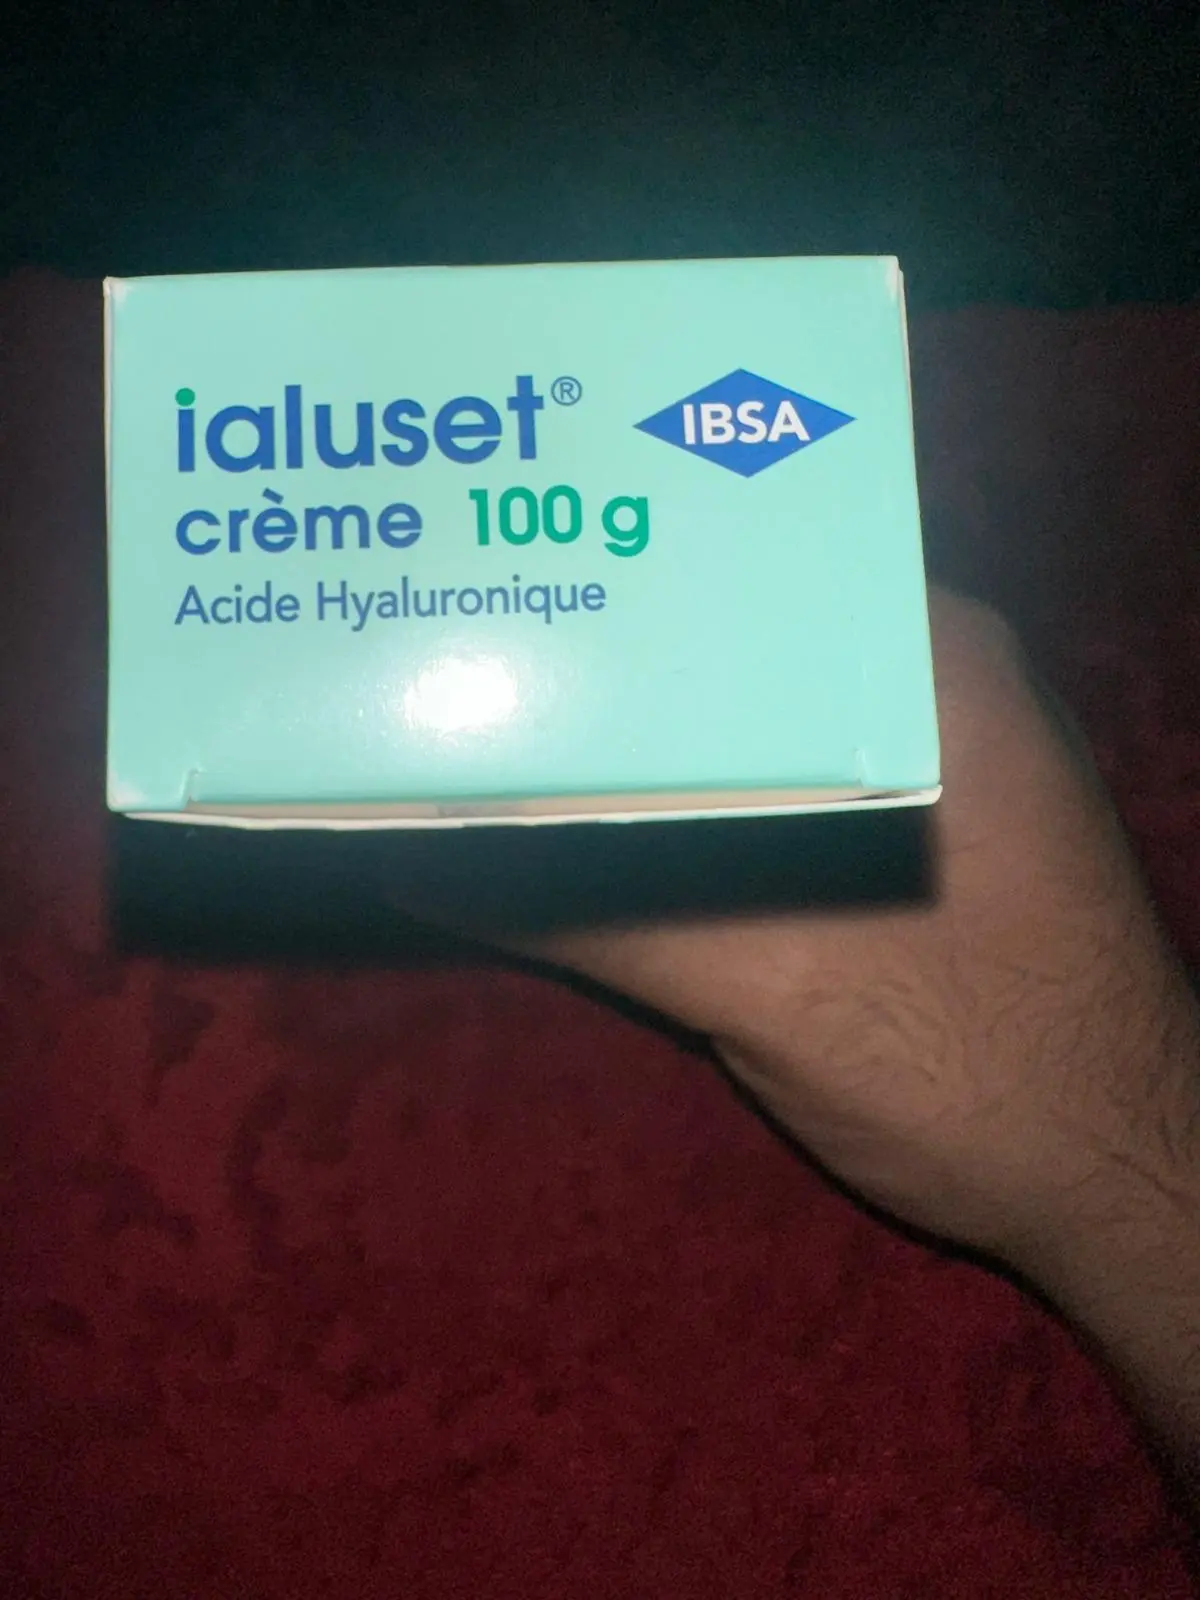 ialuset®
IBSA
crème 100 g
Acide Hyaluronique